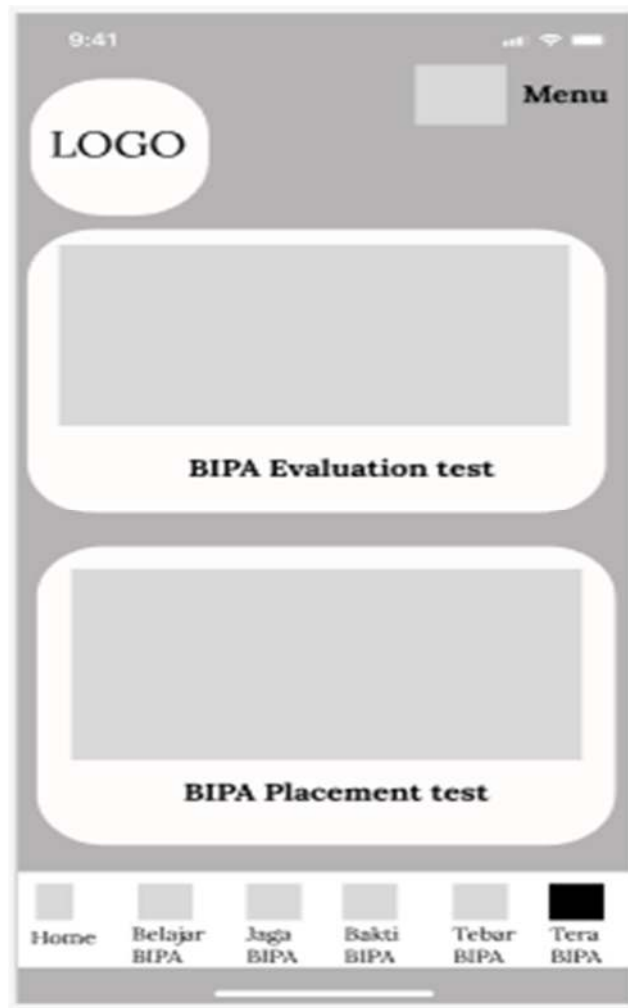 9:41
Menu
LOGO
BIPA Evaluation test
BIPA Placement test
Home
Belajar
BIPA
Jaga
BIPA
Bakti
BIPA
Tebar
BIPA
Tera
BIPA